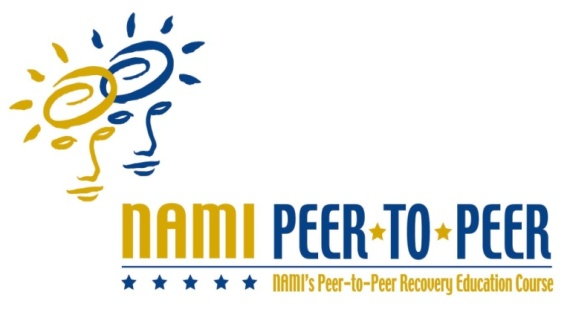 NAMI PEER★TO★PEER
★ ★ ★ ★ ★ NAMI's Peer-to-Peer Recovery Education Course